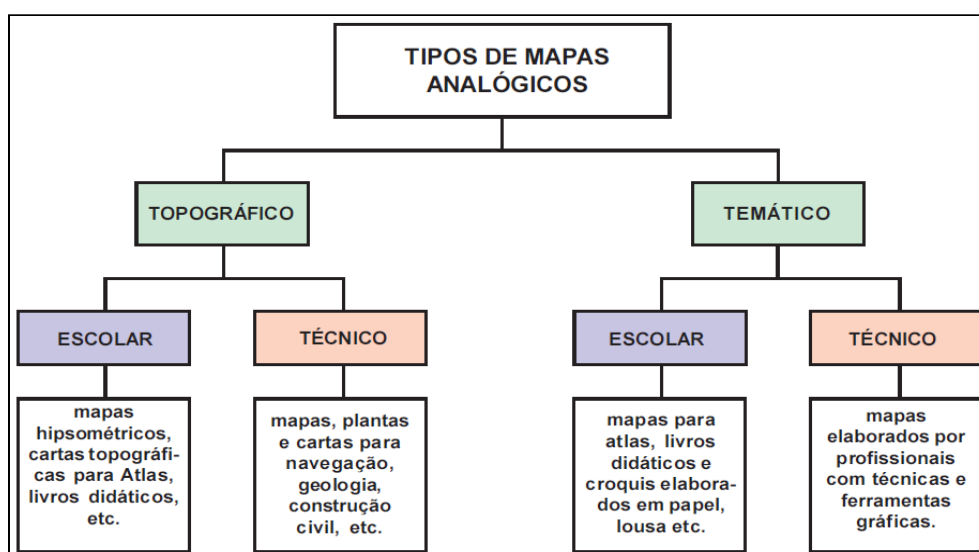 TIPOS DE MAPAS
ANALÓGICOS
TOPOGRÁFICO
TEMÁTICO
ESCOLAR
TÉCNICO
ESCOLAR
TÉCNICO
mapas
hipsométricos,
cartas topográfi-
cas para Atlas,
livros didáticos,
etc.
mapas, plantas
e cartas para
navegação,
geologia,
construção
civil, etc.
mapas para
atlas, livros
didáticos e
croquis elabora-
dos em papel,
lousa etc.
mapas
elaborados por
profissionais
com técnicas e
ferramentas
gráficas.